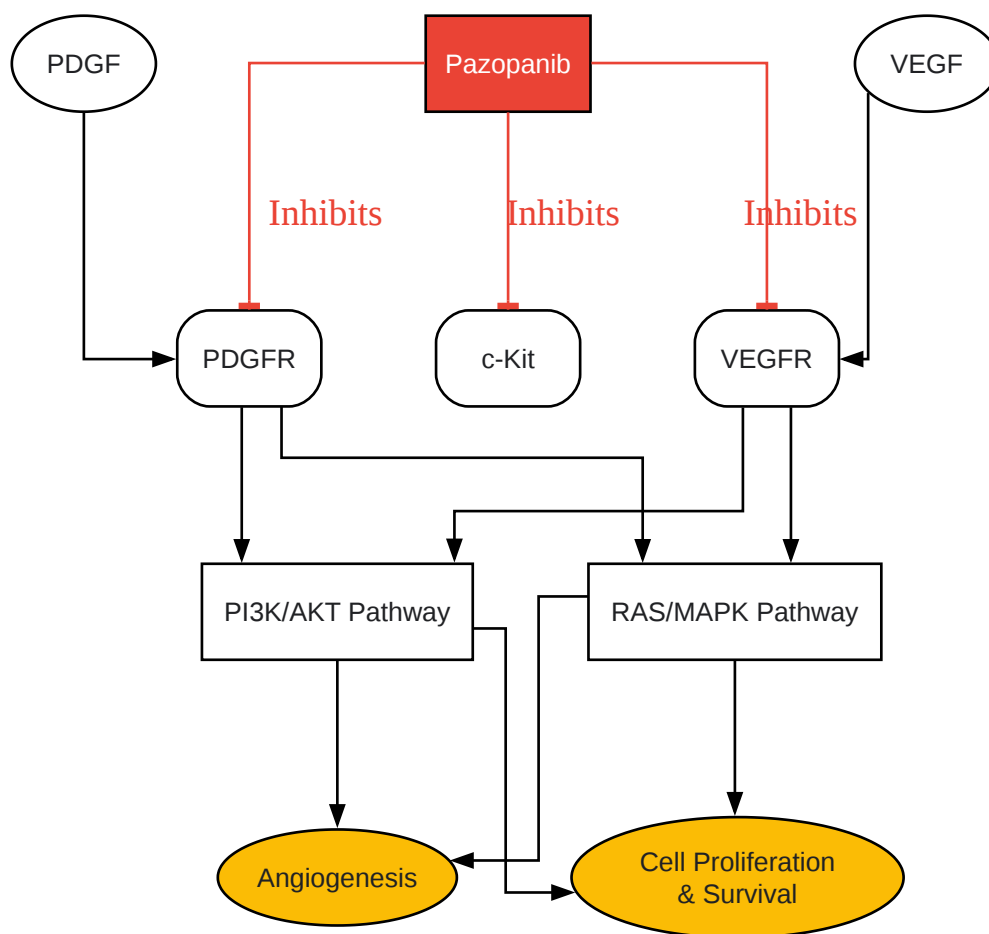 PDGF
Pazopanib
VEGF
Inhibits
Inhibits
Inhibits
PDGFR
c-Kit
VEGFR
PI3K/AKT Pathway
RAS/MAPK Pathway
Angiogenesis
Cell Proliferation
& Survival